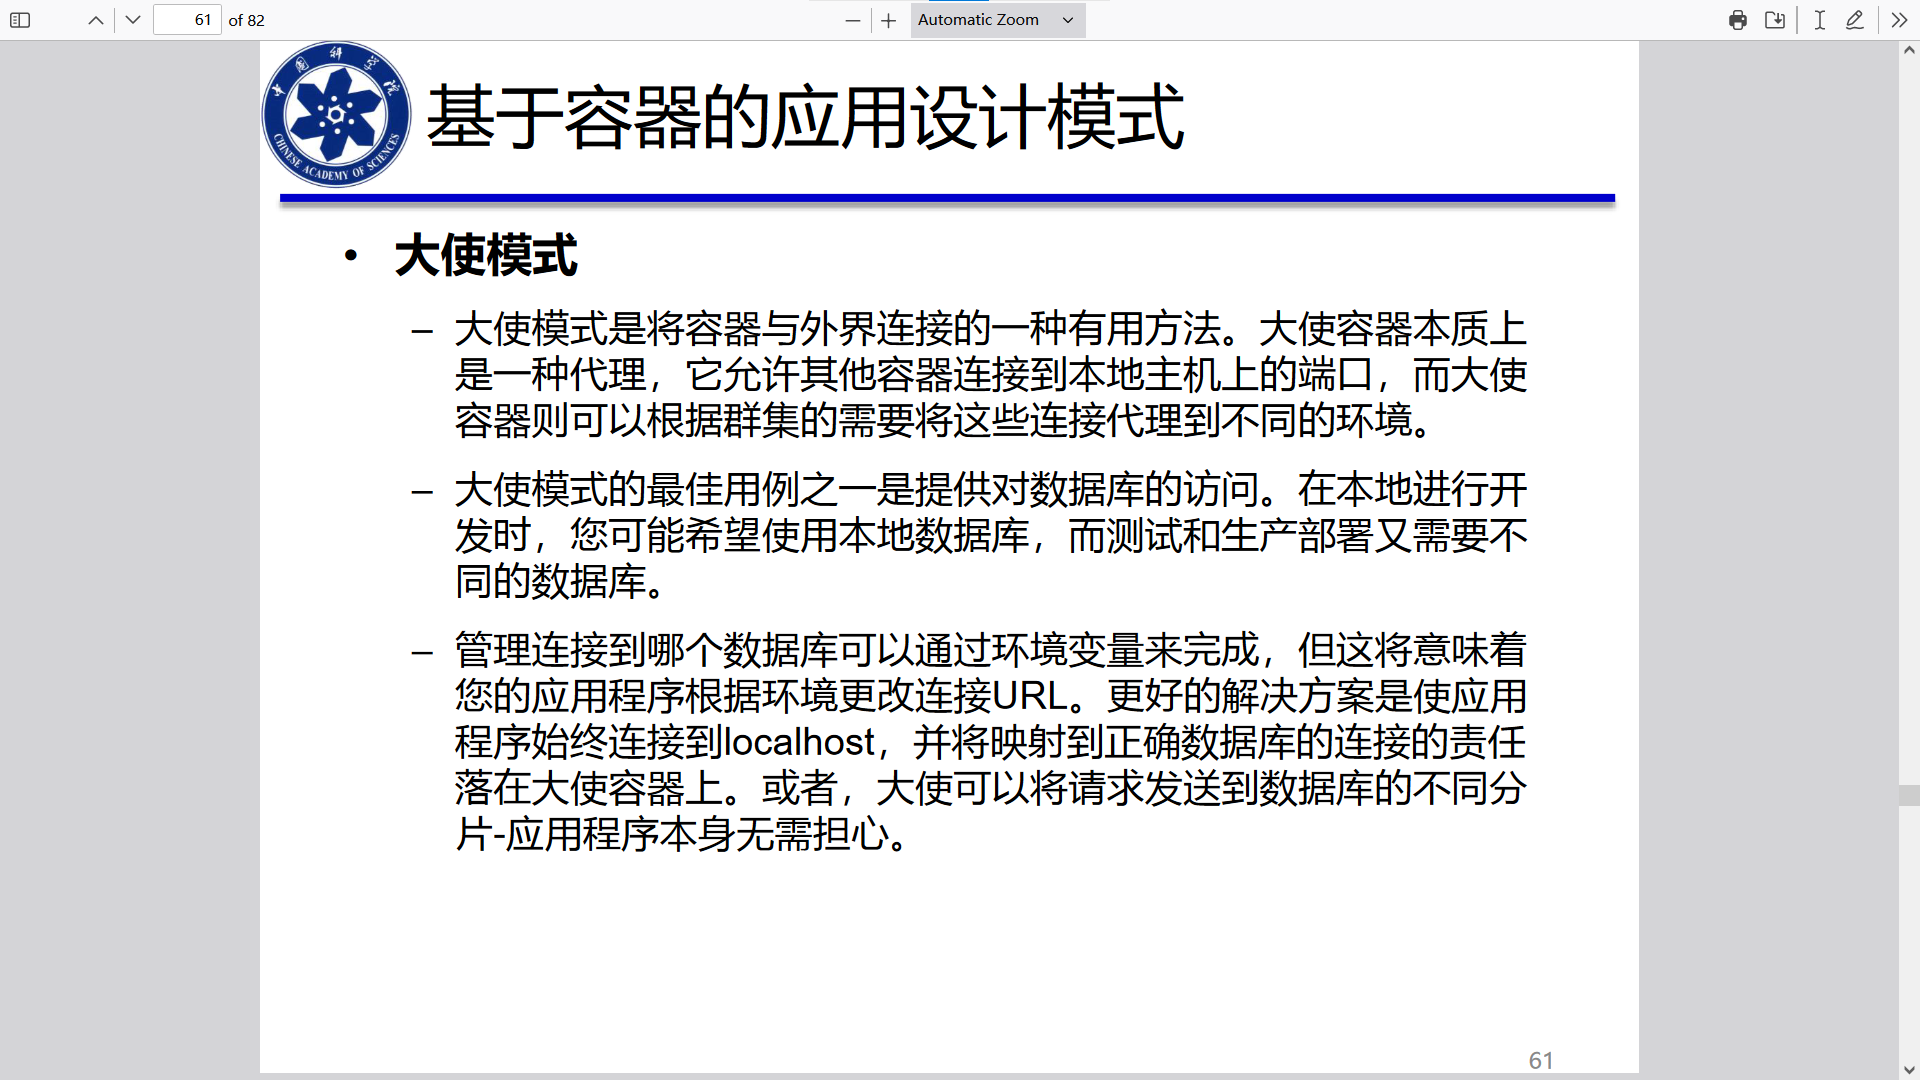 61 of 82
Automatic Zoom
中国科学院
CHINESE ACADEMY OF SCIENCES
基于容器的应用设计模式
• 大使模式
– 大使模式是将容器与外界连接的一种有用方法。大使容器本质上
是一种代理，它允许其他容器连接到本地主机上的端口，而大使
容器则可以根据群集的需要将这些连接代理到不同的环境。
– 大使模式的最佳用例之一是提供对数据库的访问。在本地进行开
发时，您可能希望使用本地数据库，而测试和生产部署又需要不
同的数据库。
– 管理连接到哪个数据库可以通过环境变量来完成，但这将意味着
您的应用程序根据环境更改连接URL。更好的解决方案是使应用
程序始终连接到localhost，并将映射到正确数据库的连接的责任
落在大使容器上。或者，大使可以将请求发送到数据库的不同分
片-应用程序本身无需担心。
61